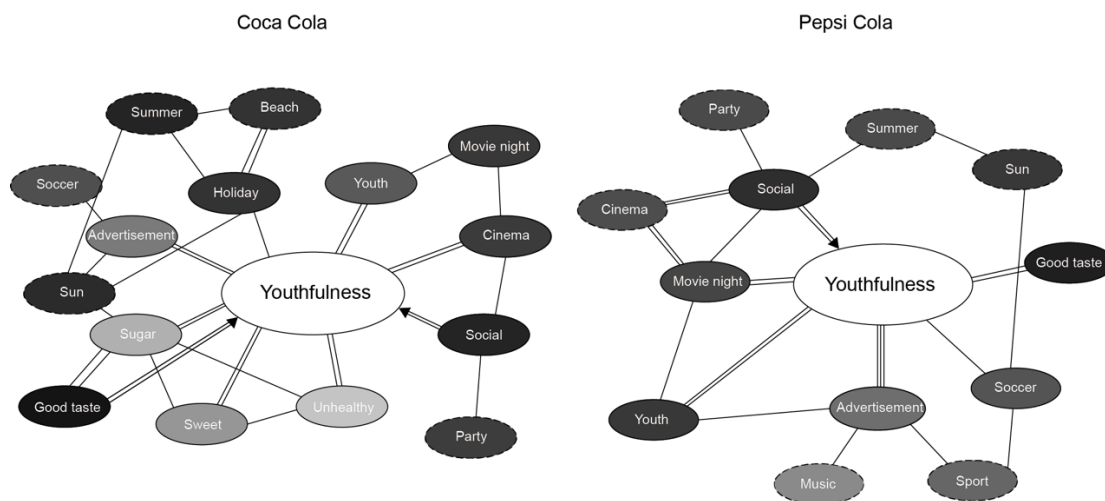 Coca Cola
Summer
Beach
Movie night
Soccer
Youth
Holiday
Advertisement
Cinema
Youthfulness
Sun
Sugar
Social
Good taste
Sweet
Unhealthy
Party
Pepsi Cola
Party
Summer
Sun
Social
Cinema
Good taste
Movie night
Youthfulness
Soccer
Youth
Advertisement
Music
Sport